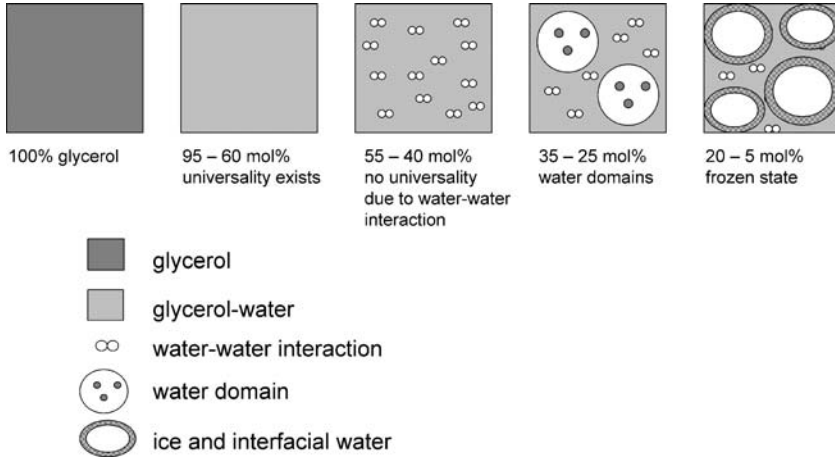 100% glycerol
95 – 60 mol%
universality exists
55 – 40 mol%
no universality
due to water-water
interaction
35 – 25 mol%
water domains
20 – 5 mol%
frozen state
glycerol
glycerol-water
water-water interaction
water domain
ice and interfacial water